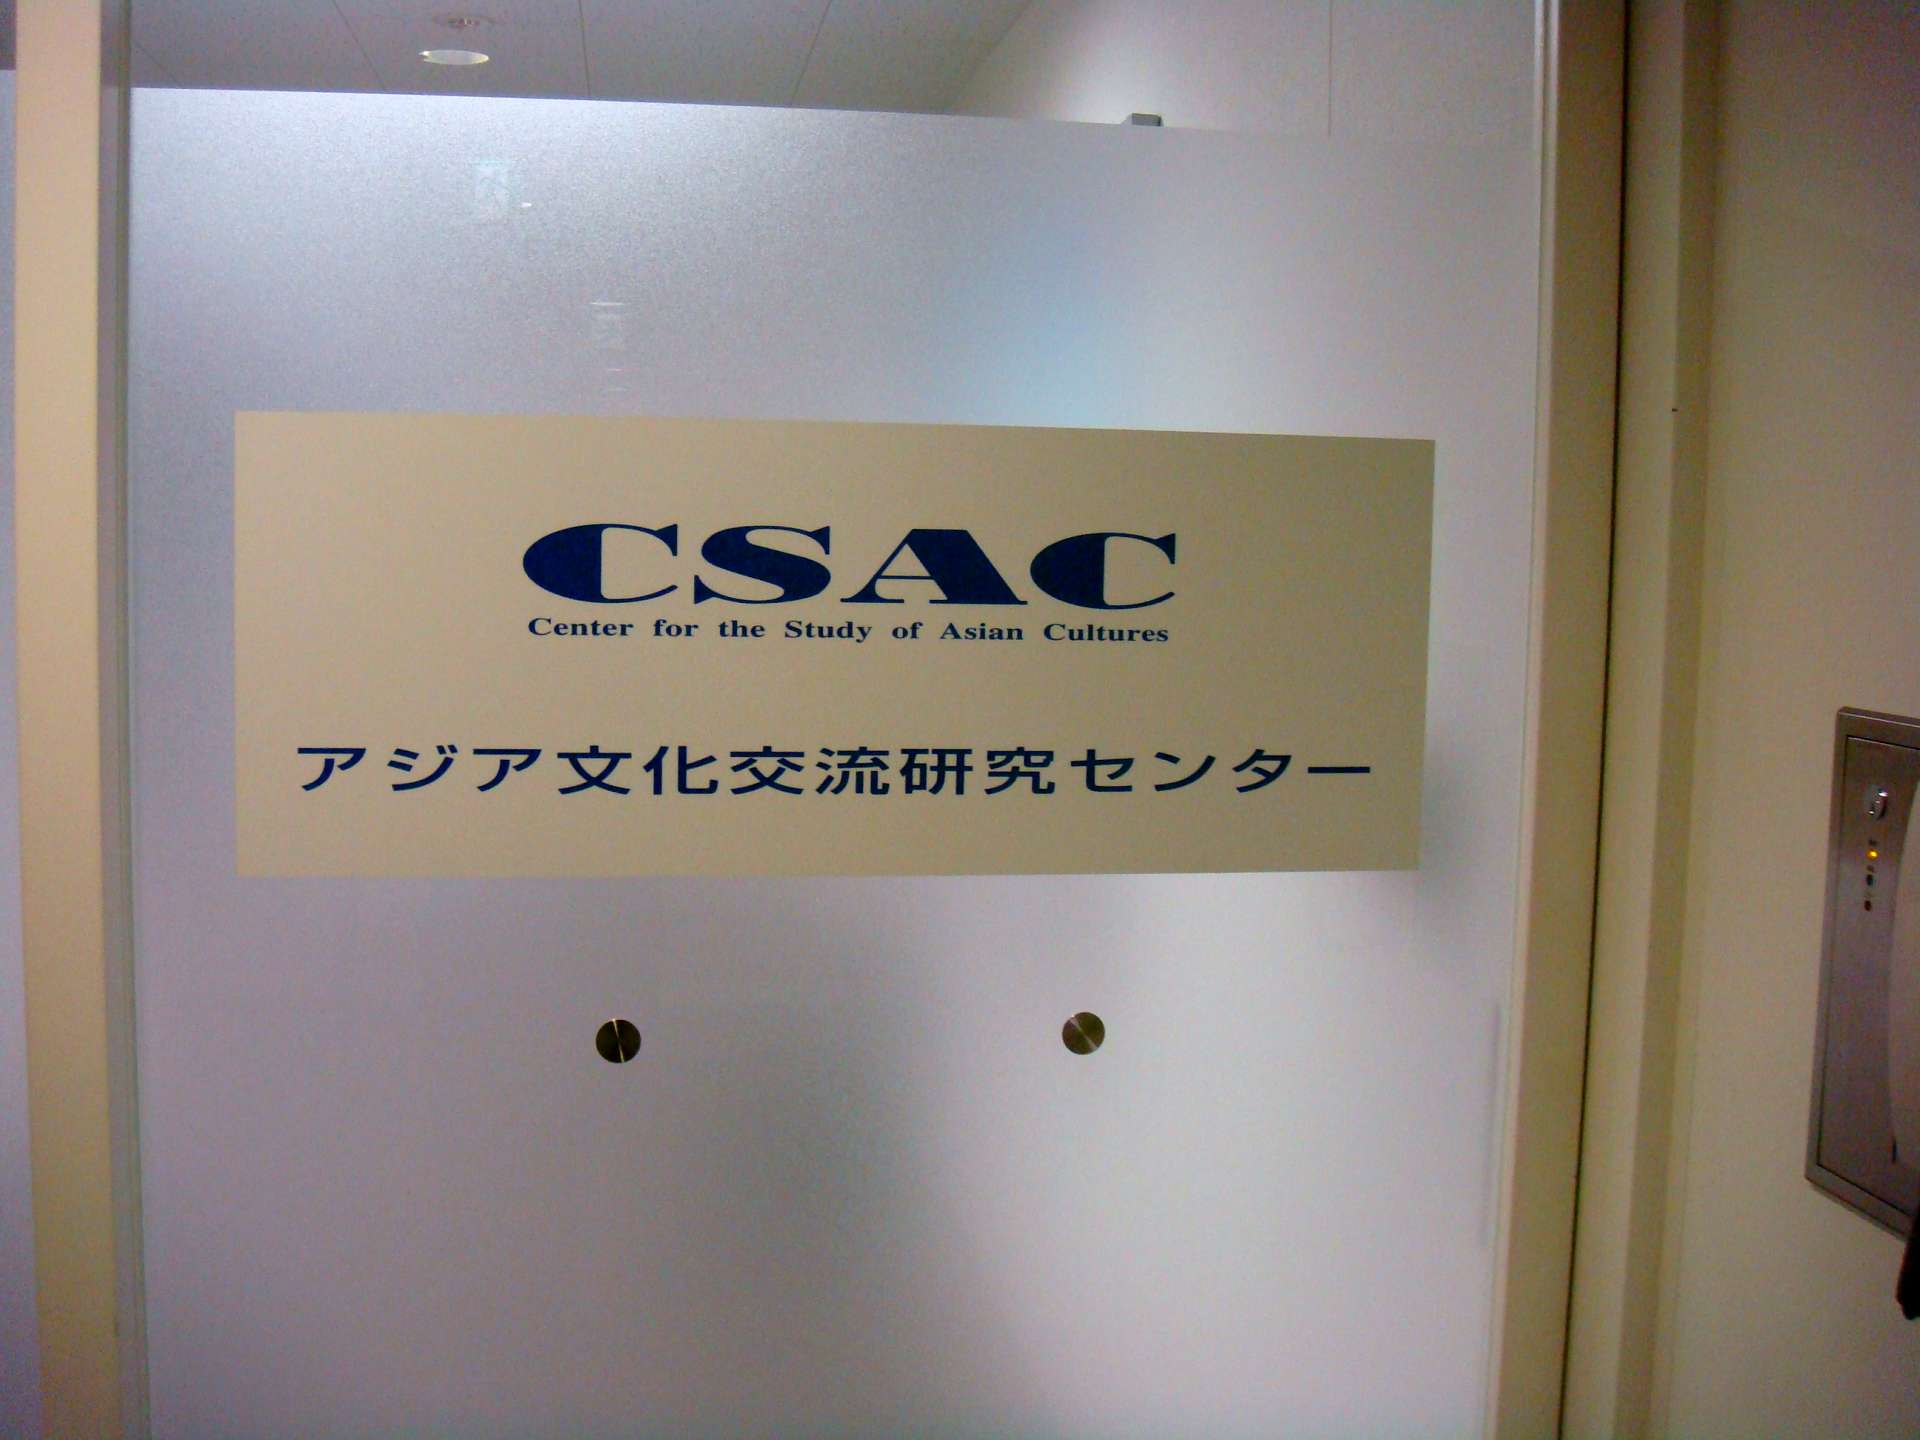 CSAC
Center for the Study of Asian Cultures
アジア文化交流研究センター